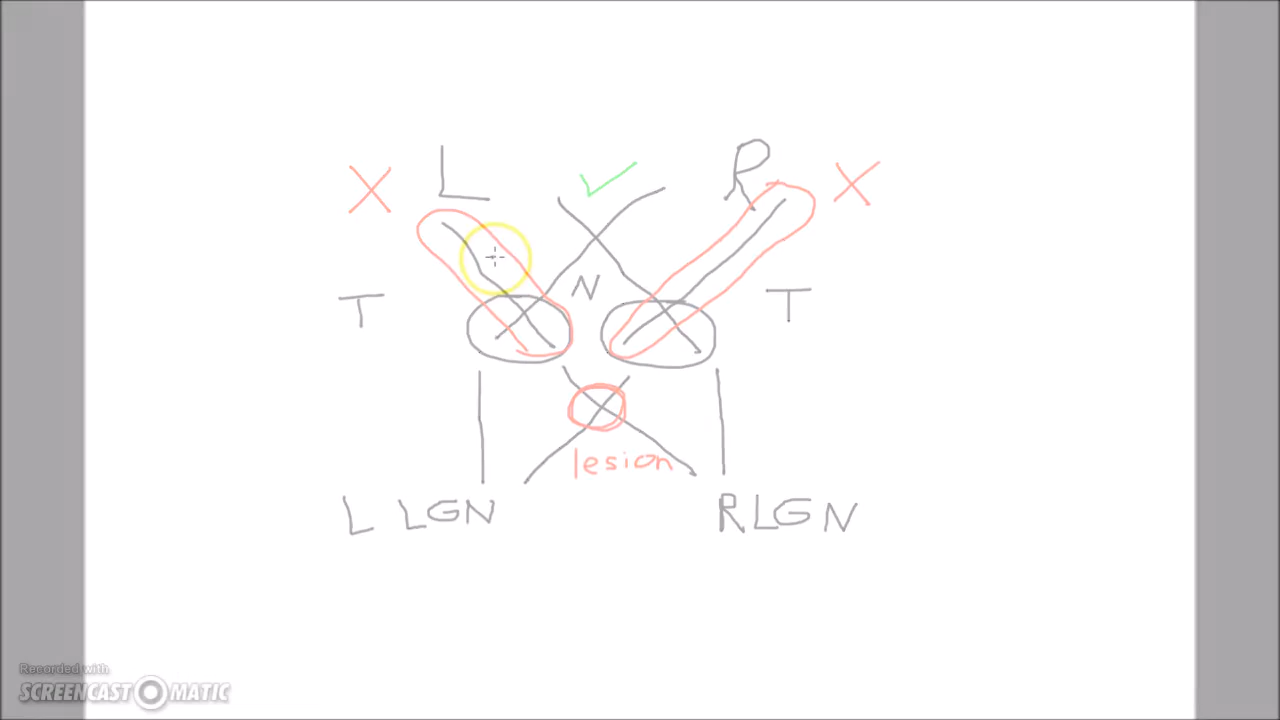 X L ✓ R X
T N T
lesion
L LGN R LGN
Recorded with
SCREENCAST MATIC